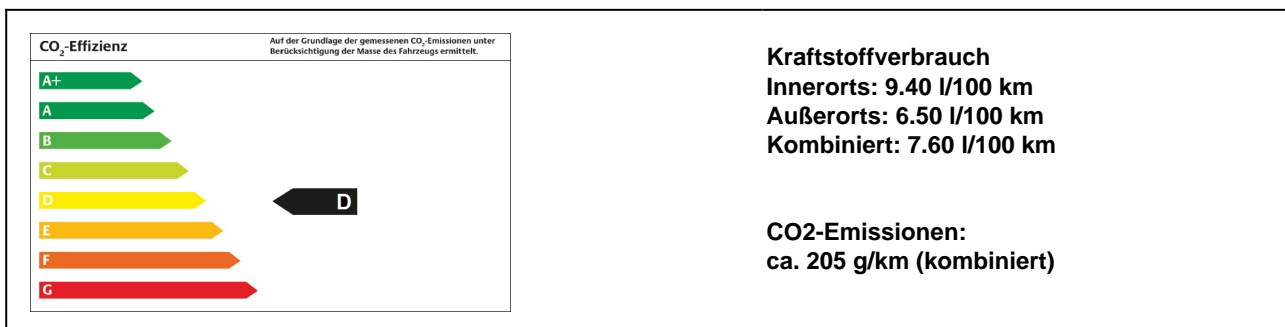 CO2-Effizienz
Auf der Grundlage der gemessenen CO2-Emissionen unter
Berücksichtigung der Masse des Fahrzeugs ermittelt.
A+
A
B
C
D
D
E
F
G
Kraftstoffverbrauch
Innerorts: 9.40 l/100 km
Außerorts: 6.50 l/100 km
Kombiniert: 7.60 l/100 km
CO2-Emissionen:
ca. 205 g/km (kombiniert)